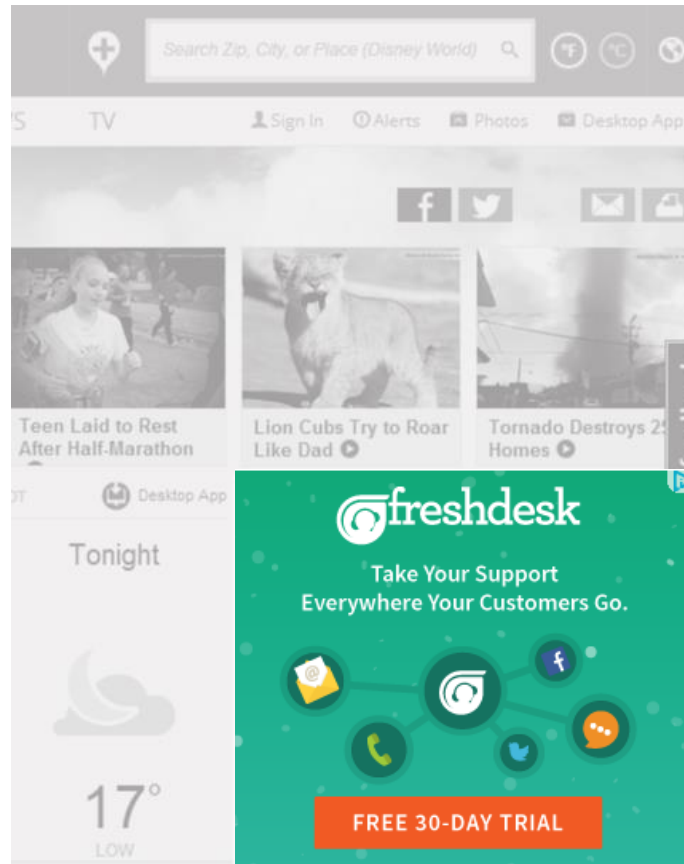 Search Zip, City, or Place (Disney World)
°F
°C
TV
Sign In
Alerts
Photos
Desktop App
Teen Laid to Rest
After Half-Marathon
Lion Cubs Try to Roar
Like Dad
Tornado Destroys 25
Homes
Desktop App
Tonight
17°
LOW
freshdesk
Take Your Support
Everywhere Your Customers Go.
FREE 30-DAY TRIAL